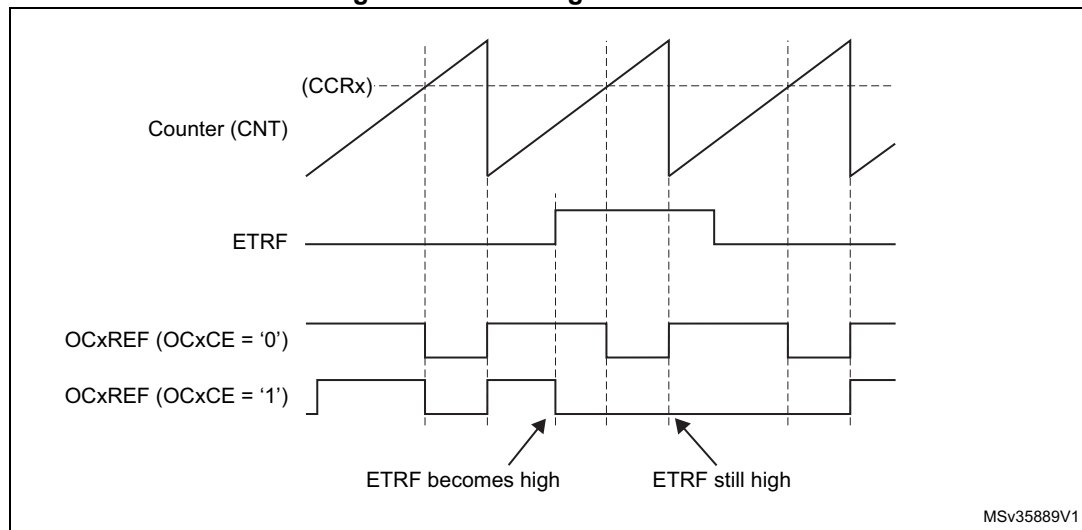 (CCRx)
Counter (CNT)
ETRF
OCxREF (OCxCE = ‘0’)
OCxREF (OCxCE = ‘1’)
ETRF becomes high
ETRF still high
MSv35889V1